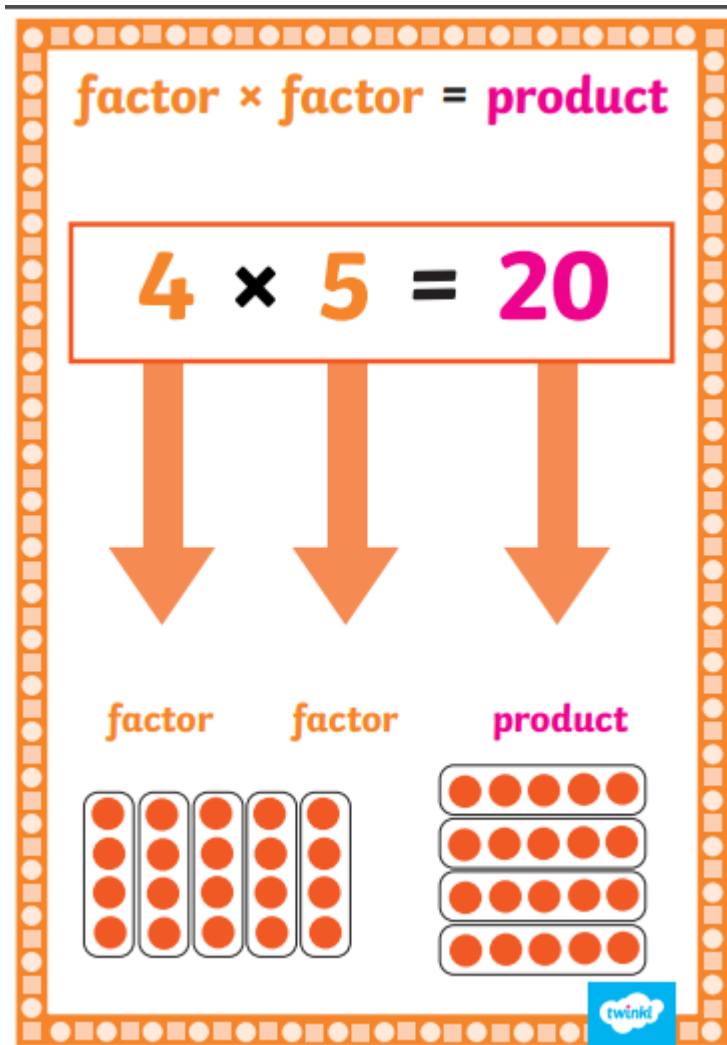 factor × factor = product
4 × 5 = 20
factor factor product
twinkl